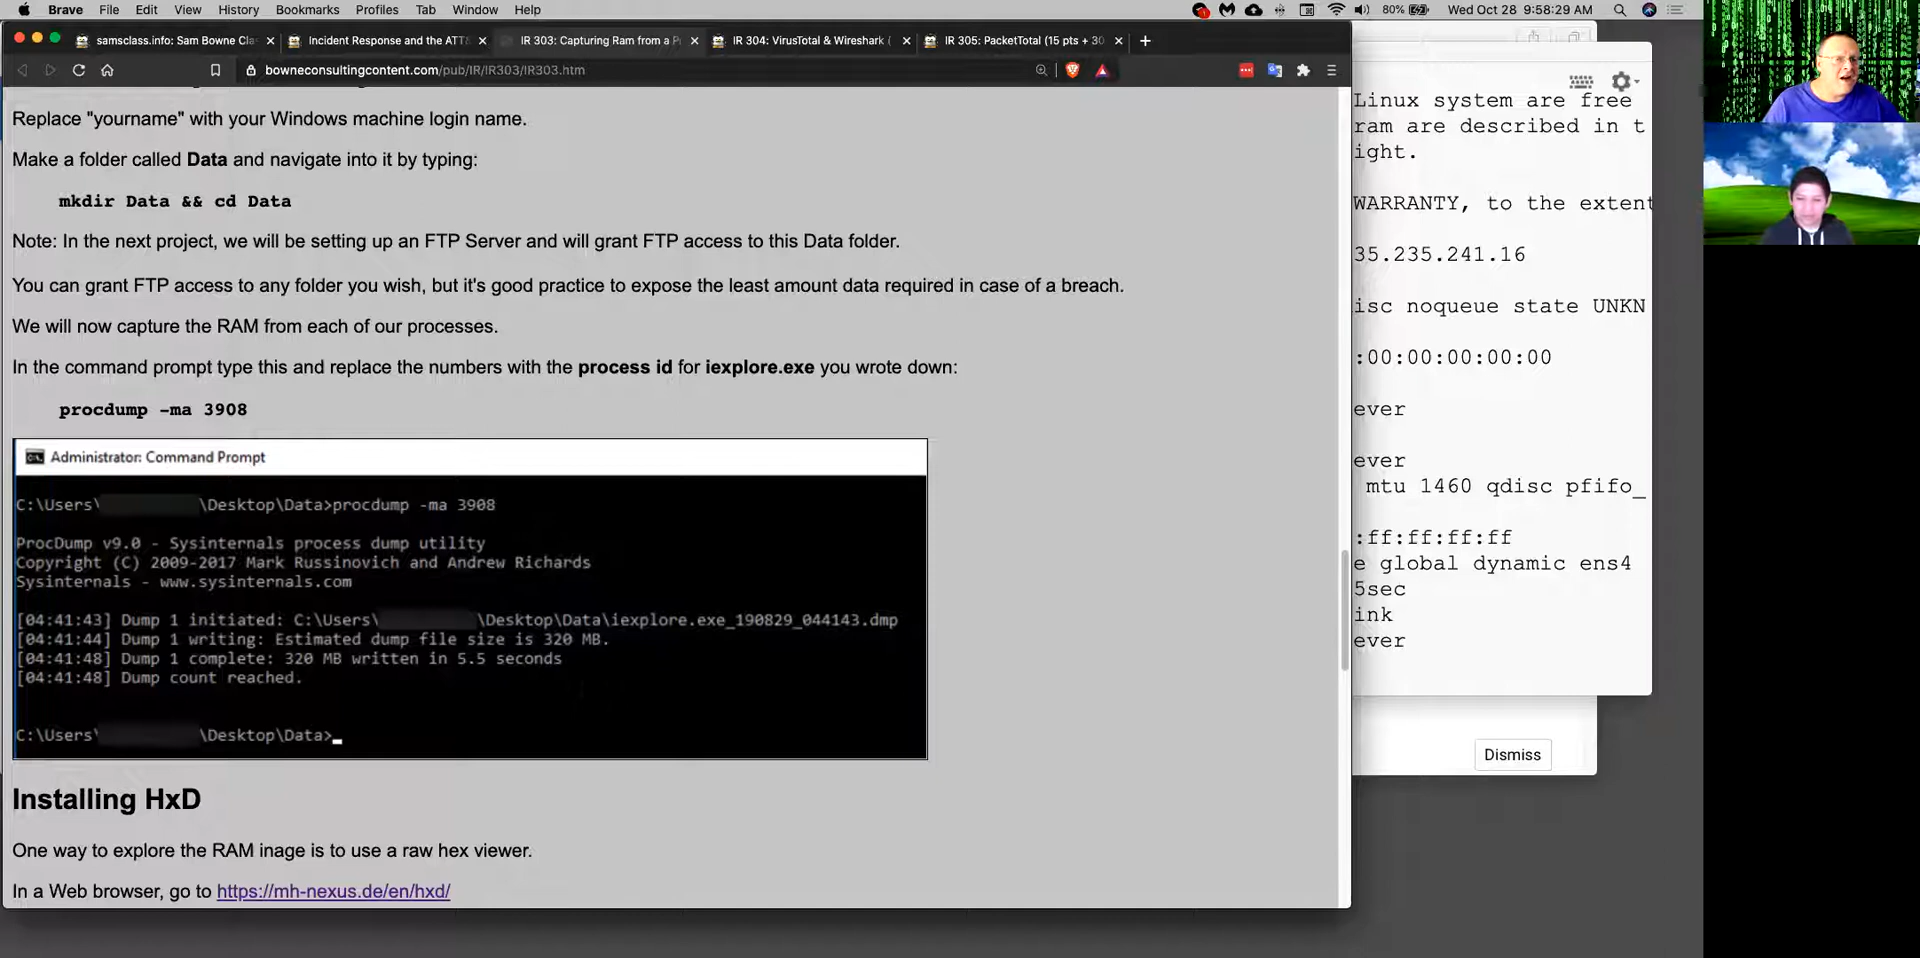 Brave File Edit View History Bookmarks Profiles Tab Window Help
80% Wed Oct 28 9:58:29 AM
samsclass.info: Sam Bowne Cla
Incident Response and the ATT&
IR 303: Capturing Ram from a P
IR 304: VirusTotal & Wireshark (
IR 305: PacketTotal (15 pts + 30
bowneconsultingcontent.com/pub/IR/IR303/IR303.htm
Replace "yourname" with your Windows machine login name.
Make a folder called Data and navigate into it by typing:
mkdir Data && cd Data
Note: In the next project, we will be setting up an FTP Server and will grant FTP access to this Data folder.
You can grant FTP access to any folder you wish, but it's good practice to expose the least amount data required in case of a breach.
We will now capture the RAM from each of our processes.
In the command prompt type this and replace the numbers with the process id for iexplore.exe you wrote down:
procdump -ma 3908
Administrator: Command Prompt
C:\Users\ \Desktop\Data>procdump -ma 3908
ProcDump v9.0 - Sysinternals process dump utility
Copyright (C) 2009-2017 Mark Russinovich and Andrew Richards
Sysinternals - www.sysinternals.com
[04:41:43] Dump 1 initiated: C:\Users\ \Desktop\Data\iexplore.exe_190829_044143.dmp
[04:41:44] Dump 1 writing: Estimated dump file size is 320 MB.
[04:41:48] Dump 1 complete: 320 MB written in 5.5 seconds
[04:41:48] Dump count reached.
C:\Users\ \Desktop\Data>
Installing HxD
One way to explore the RAM image is to use a raw hex viewer.
In a Web browser, go to https://mh-nexus.de/en/hxd/
Linux system are free
ram are described in t
ight.
WARRANTY, to the extent
35.235.241.16
isc noqueue state UNKN
:00:00:00:00:00
ever
ever
mtu 1460 qdisc pfifo_
:ff:ff:ff:ff
e global dynamic ens4
5sec
ink
ever
Dismiss